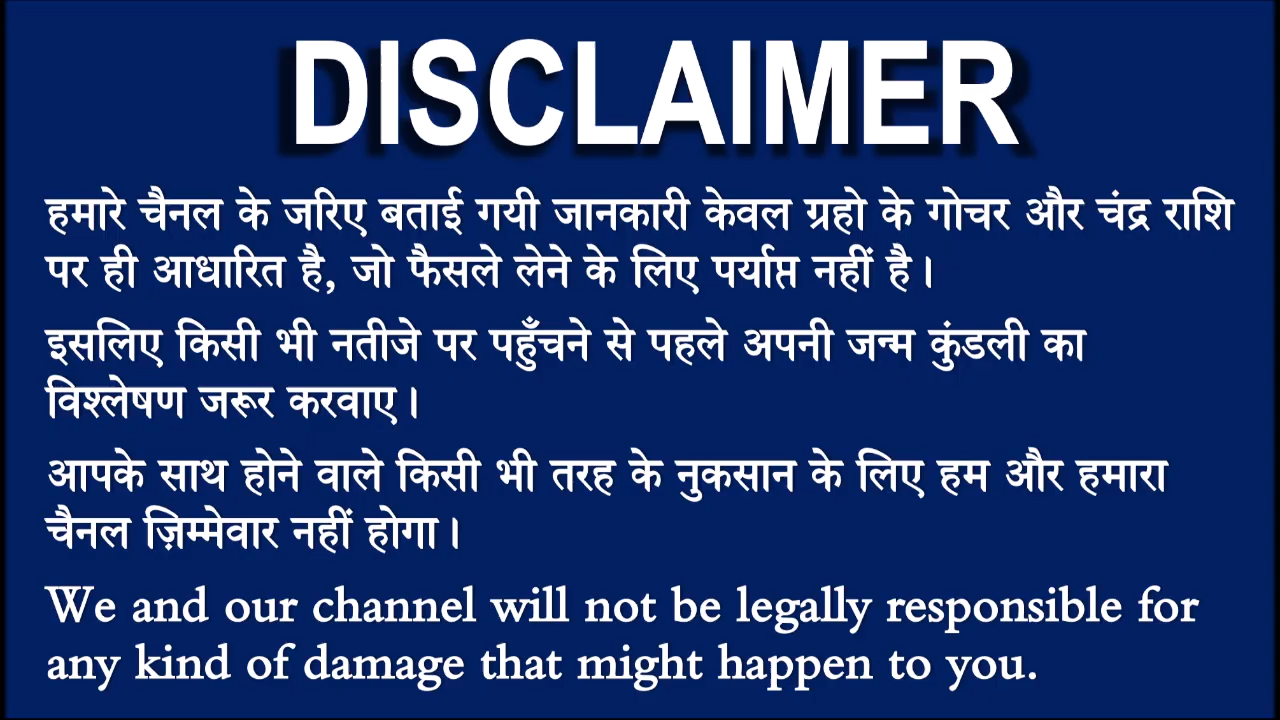 DISCLAIMER
हमारे चैनल के जरिए बताई गयी जानकारी केवल ग्रहो के गोचर और चंद्र राशि
पर ही आधारित है, जो फैसले लेने के लिए पर्याप्त नहीं है।
इसलिए किसी भी नतीजे पर पहुँचने से पहले अपनी जन्म कुंडली का
विश्लेषण जरूर करवाए।
आपके साथ होने वाले किसी भी तरह के नुकसान के लिए हम और हमारा
चैनल ज़िम्मेवार नहीं होगा।
We and our channel will not be legally responsible for
any kind of damage that might happen to you.